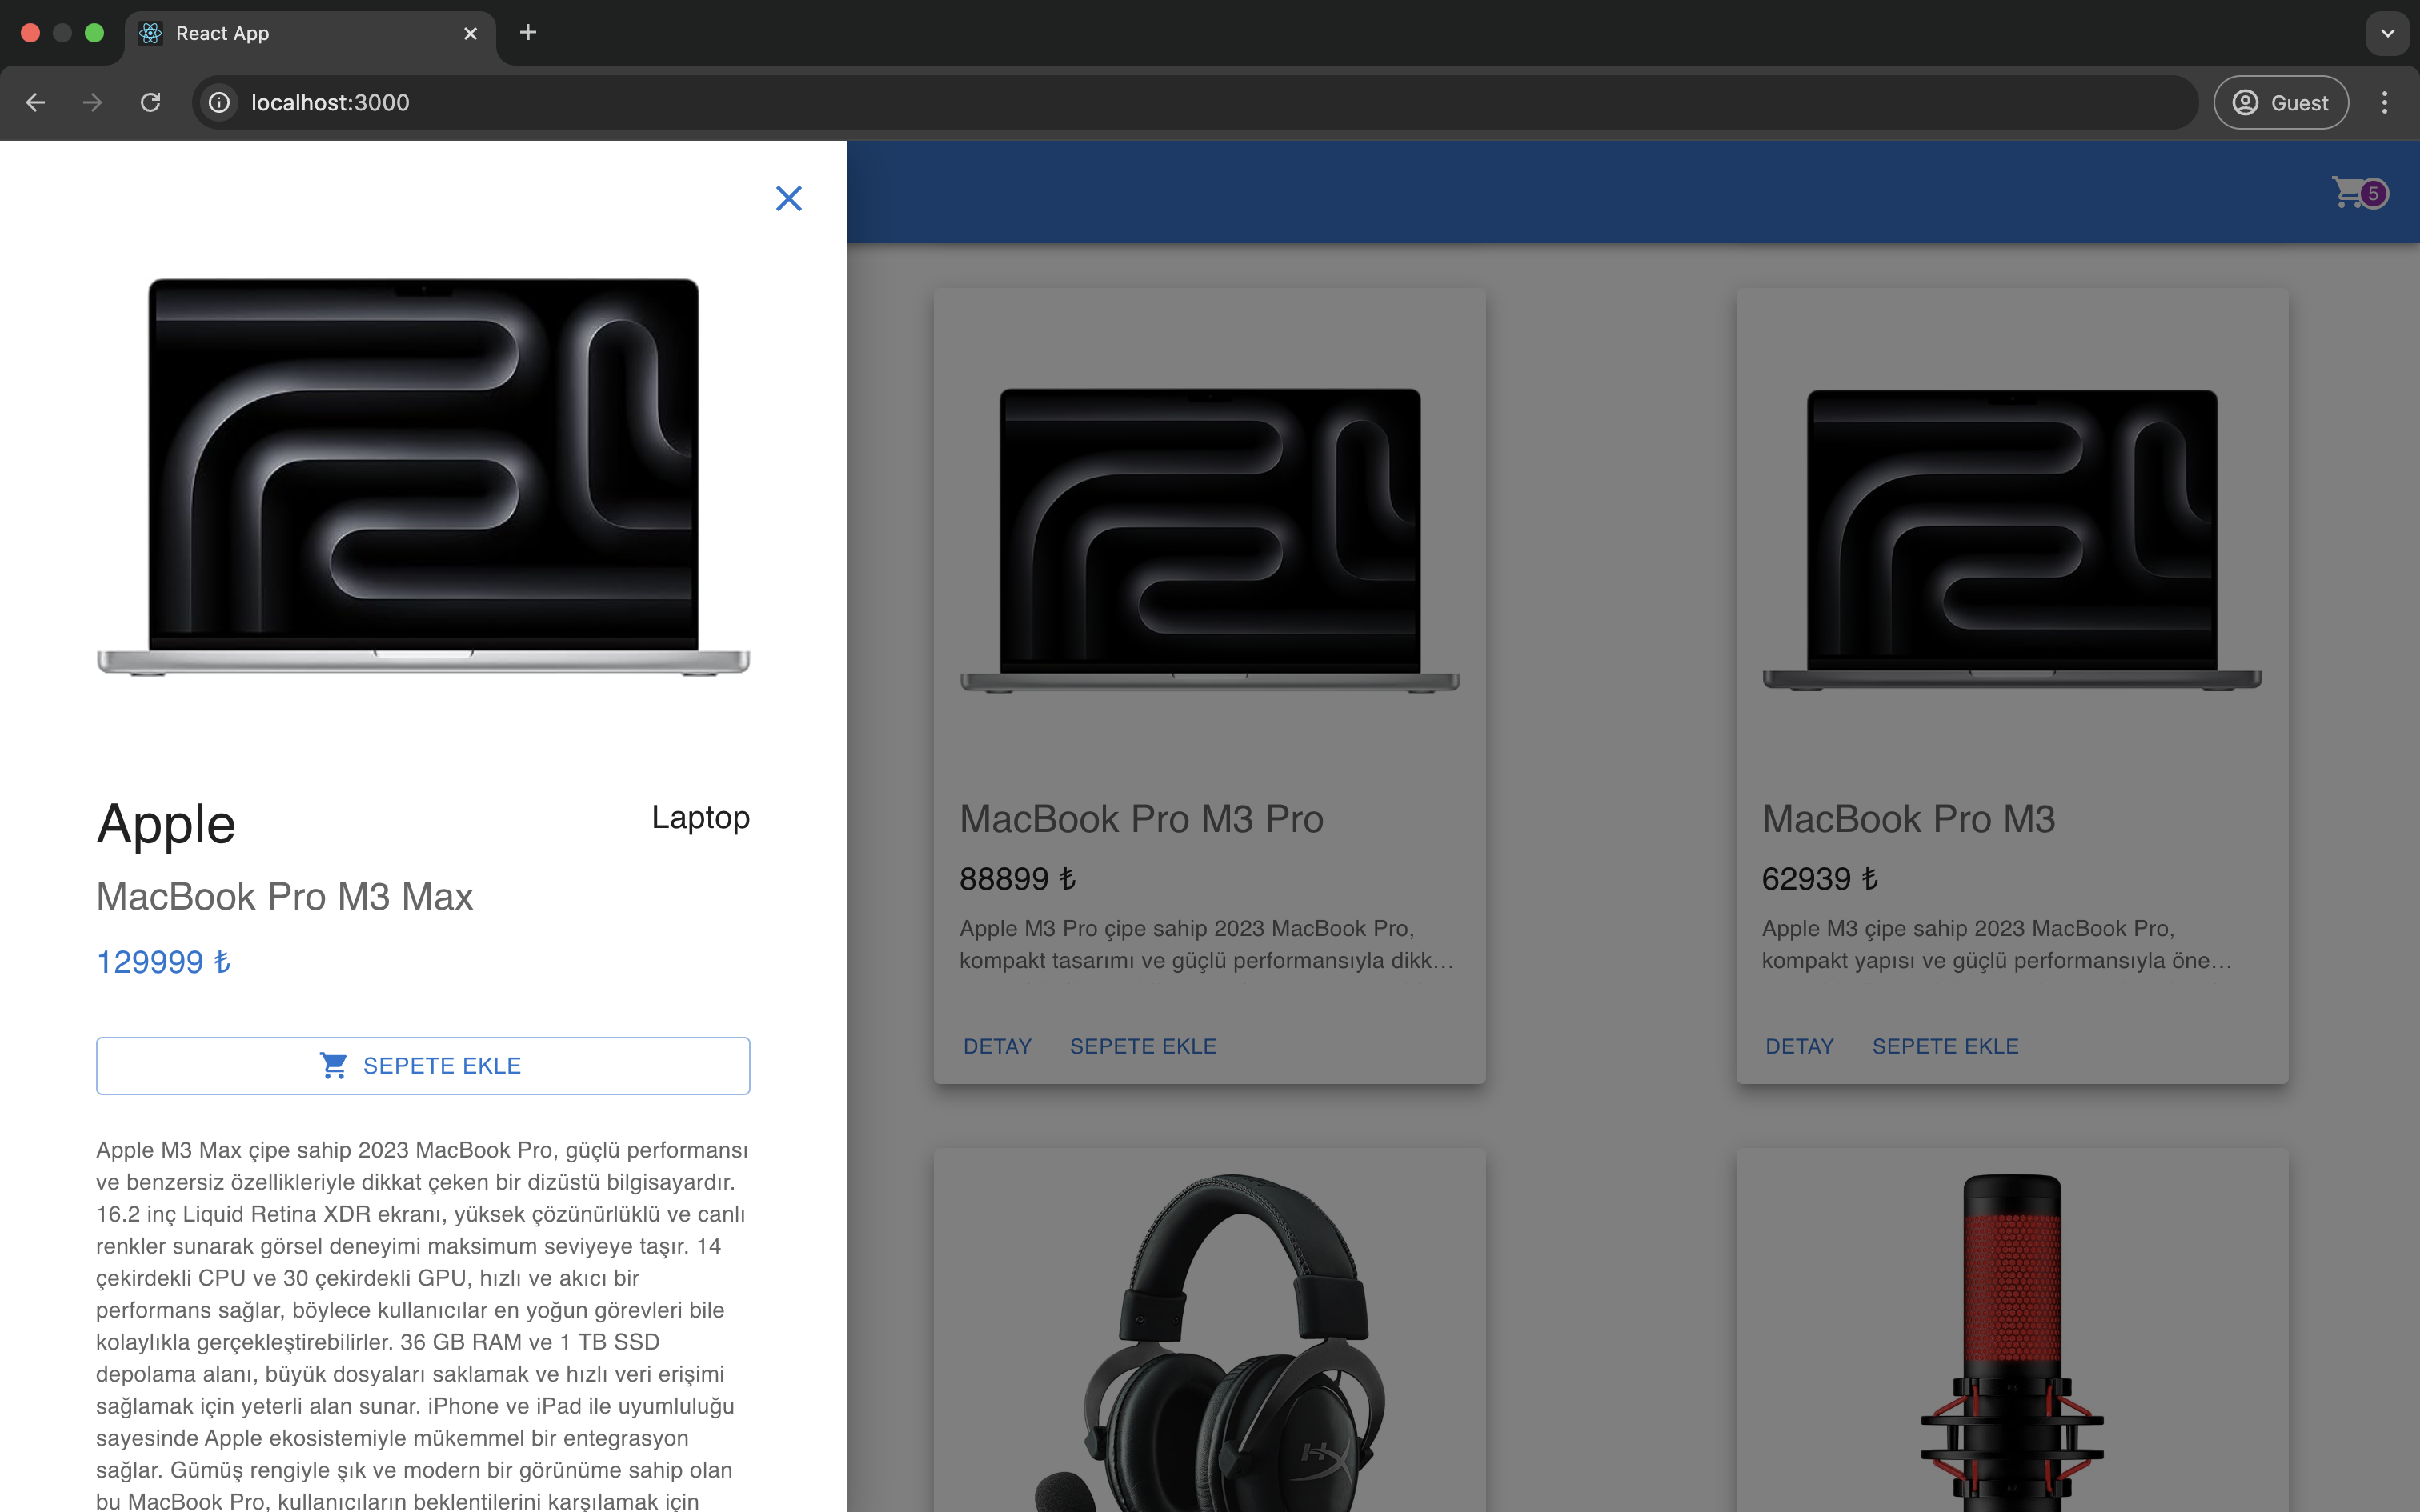 React App
localhost:3000
Guest
5
Apple
Laptop
MacBook Pro M3 Max
129999 ₺
SEPETE EKLE
Apple M3 Max çipe sahip 2023 MacBook Pro, güçlü performansı
ve benzersiz özellikleriyle dikkat çeken bir dizüstü bilgisayardır.
16.2 inç Liquid Retina XDR ekranı, yüksek çözünürlüklü ve canlı
renkler sunarak görsel deneyimi maksimum seviyeye taşır. 14
çekirdekli CPU ve 30 çekirdekli GPU, hızlı ve akıcı bir
performans sağlar, böylece kullanıcılar en yoğun görevleri bile
kolaylıkla gerçekleştirebilirler. 36 GB RAM ve 1 TB SSD
depolama alanı, büyük dosyaları saklamak ve hızlı veri erişimi
sağlamak için yeterli alan sunar. iPhone ve iPad ile uyumluluğu
sayesinde Apple ekosistemiyle mükemmel bir entegrasyon
sağlar. Gümüş rengiyle şık ve modern bir görünüme sahip olan
bu MacBook Pro, kullanıcıların beklentilerini karşılamak için
MacBook Pro M3 Pro
88899 ₺
Apple M3 Pro çipe sahip 2023 MacBook Pro,
kompakt tasarımı ve güçlü performansıyla dikk...
DETAY SEPETE EKLE
MacBook Pro M3
62939 ₺
Apple M3 çipe sahip 2023 MacBook Pro,
kompakt yapısı ve güçlü performansıyla öne...
DETAY SEPETE EKLE
HX